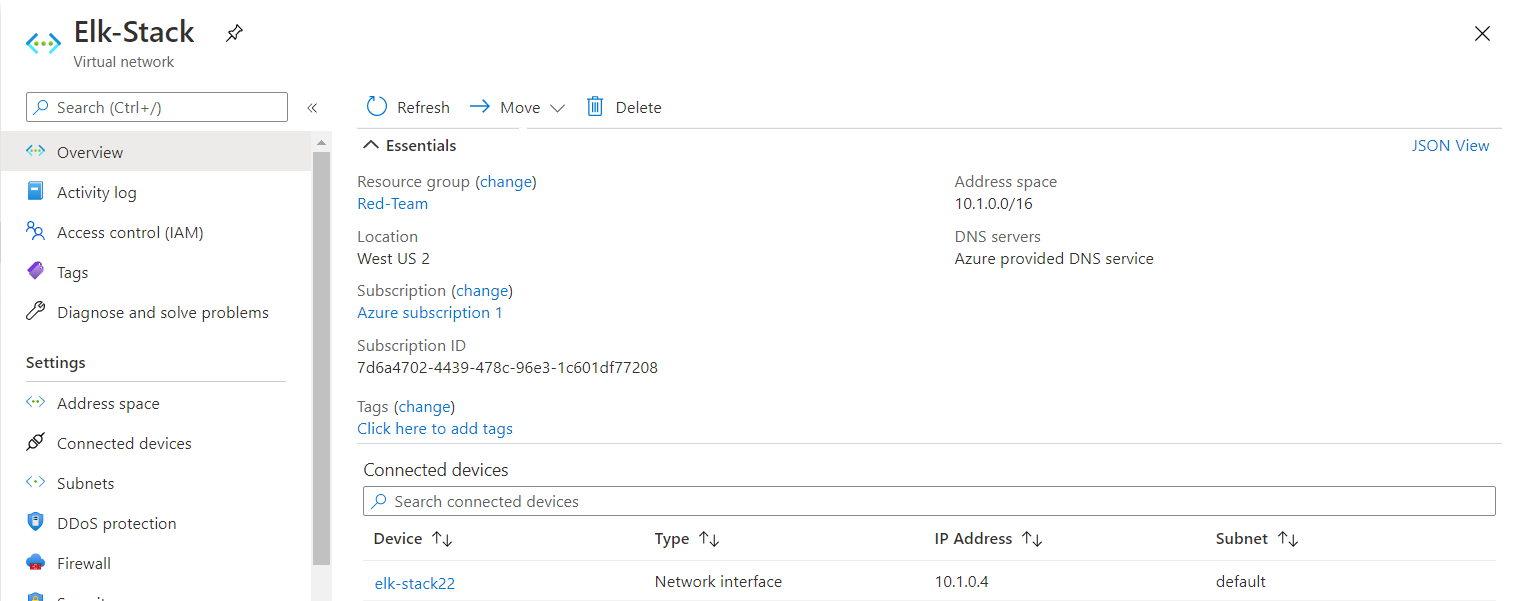 Elk-Stack
Virtual network
Search (Ctrl+/)
«
Overview
Activity log
Access control (IAM)
Tags
Diagnose and solve problems
Settings
Address space
Connected devices
Subnets
DDoS protection
Firewall
Refresh Move Delete
Essentials JSON View
Resource group (change)
Red-Team
Location
West US 2
Subscription (change)
Azure subscription 1
Subscription ID
7d6a4702-4439-478c-96e3-1c601df77208
Tags (change)
Click here to add tags
Address space
10.1.0.0/16
DNS servers
Azure provided DNS service
Connected devices
Search connected devices
Device Type IP Address Subnet
elk-stack22 Network interface 10.1.0.4 default